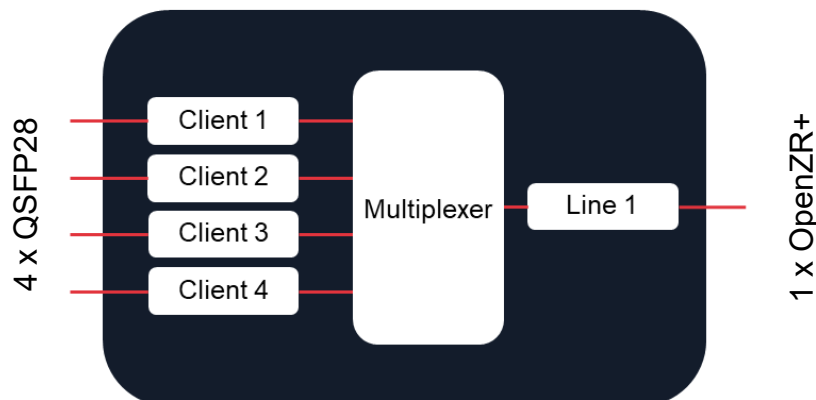 4 x QSFP28
Client 1
Client 2
Client 3
Client 4
Multiplexer
Line 1
1 x OpenZR+